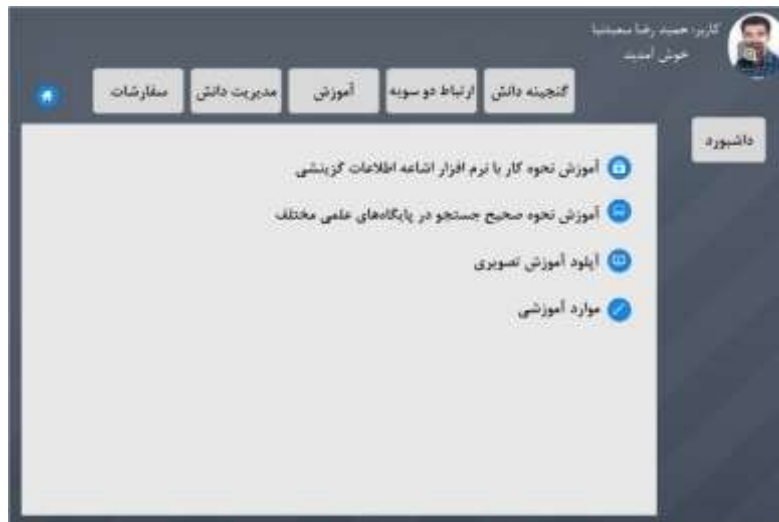 کاربر: حمید رضا سعیدنیا
خوش آمدید
گنجینه دانش
ارتباط دو سویه
آموزش
مدیریت دانش
سفارشات
داشبورد
آموزش نحوه کار با نرم افزار اشاعه اطلاعات گزینشی
آموزش نحوه صحیح جستجو در پایگاه‌های علمی مختلف
آپلود آموزش تصویری
موارد آموزشی